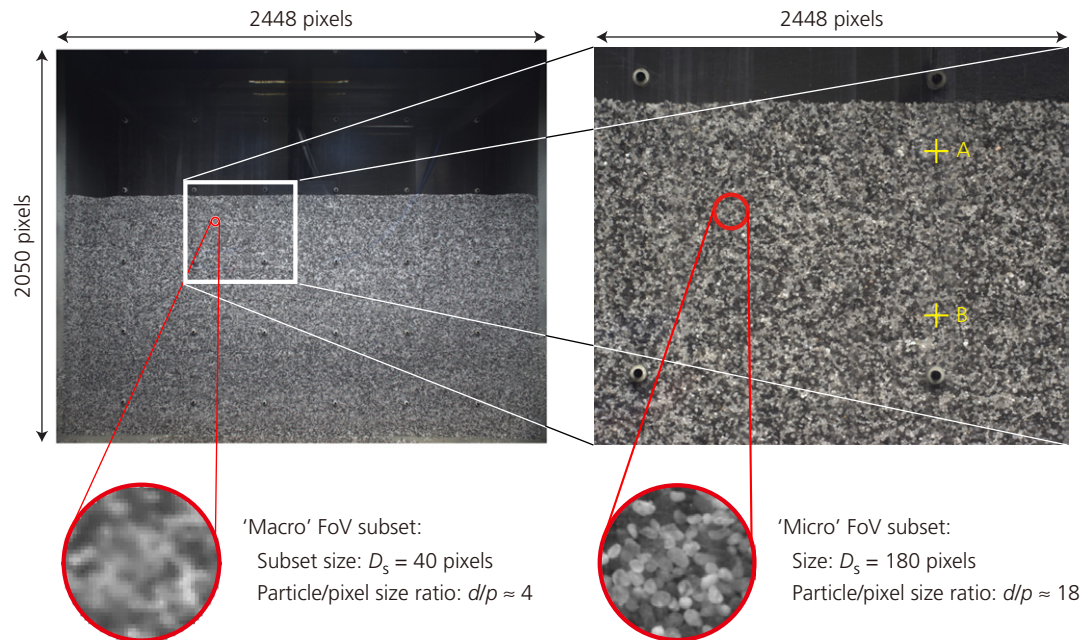 2448 pixels
2448 pixels
2050 pixels
A
B
‘Macro’ FoV subset:
Subset size: Ds = 40 pixels
Particle/pixel size ratio: d/p ≈ 4
‘Micro’ FoV subset:
Size: Ds = 180 pixels
Particle/pixel size ratio: d/p ≈ 18